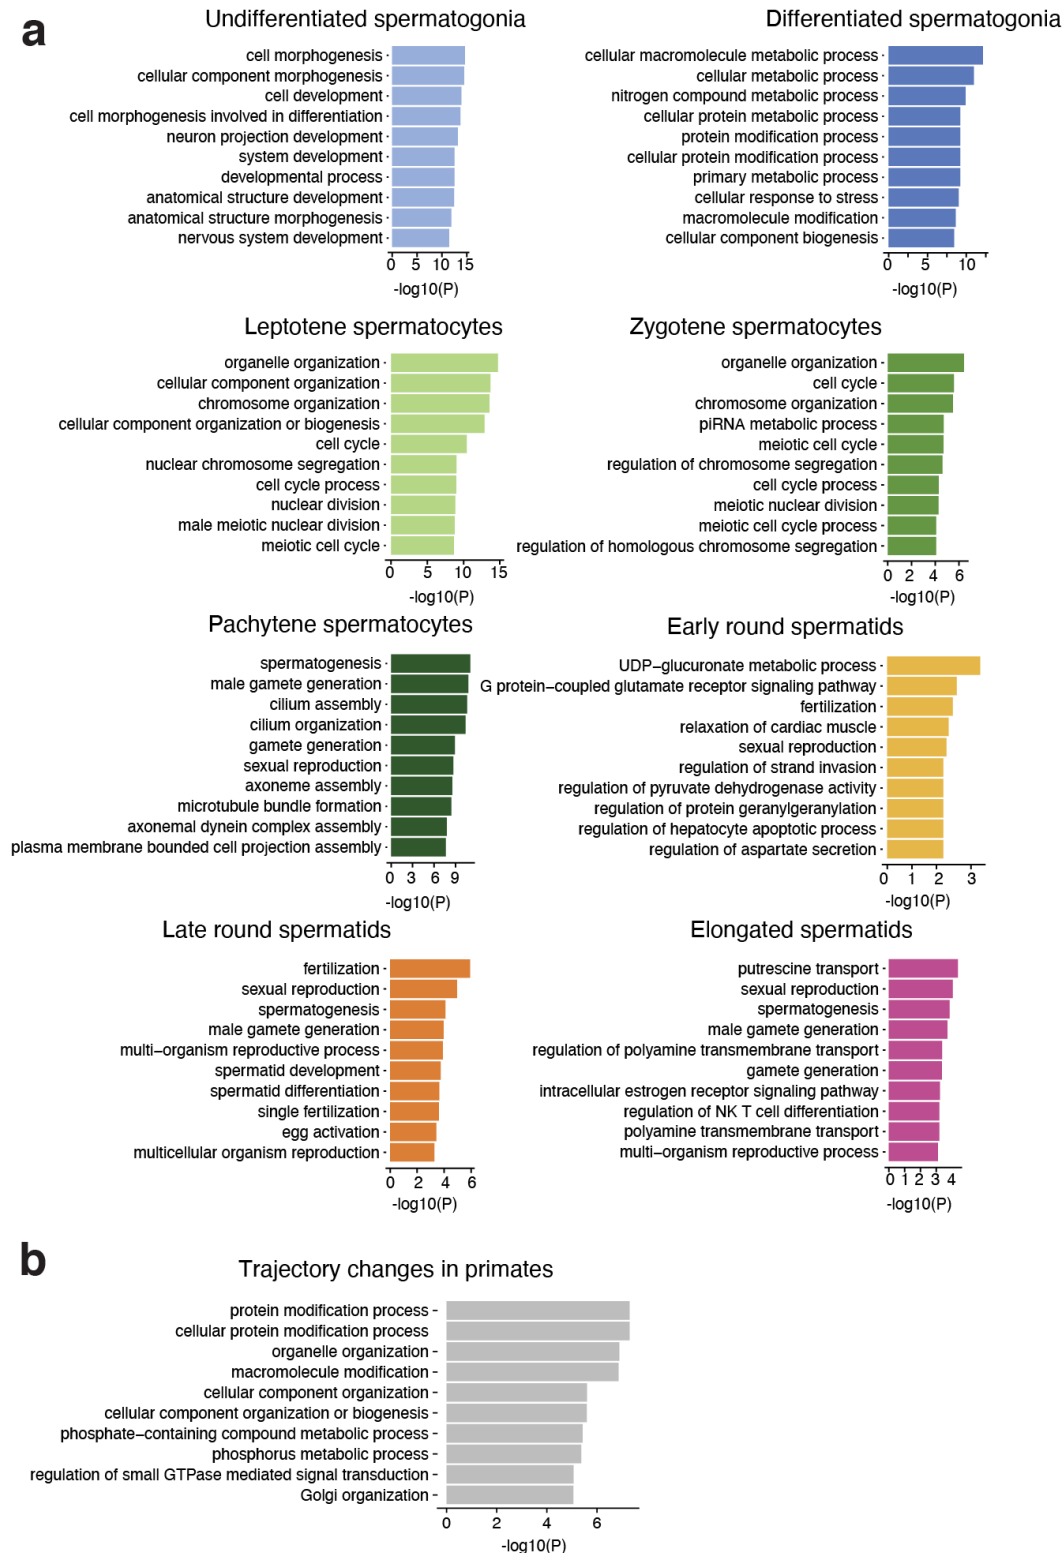 a
Undifferentiated spermatogonia
cell morphogenesis
cellular component morphogenesis
cell development
cell morphogenesis involved in differentiation
neuron projection development
system development
developmental process
anatomical structure development
anatomical structure morphogenesis
nervous system development
0 5 10 15
-log10(P)
Differentiated spermatogonia
cellular macromolecule metabolic process
cellular metabolic process
nitrogen compound metabolic process
cellular protein metabolic process
protein modification process
cellular protein modification process
primary metabolic process
cellular response to stress
macromolecule modification
cellular component biogenesis
0 5 10
-log10(P)
Leptotene spermatocytes
organelle organization
cellular component organization
chromosome organization
cellular component organization or biogenesis
cell cycle
nuclear chromosome segregation
cell cycle process
nuclear division
male meiotic nuclear division
meiotic cell cycle
0 5 10 15
-log10(P)
Zygotene spermatocytes
organelle organization
cell cycle
chromosome organization
piRNA metabolic process
meiotic cell cycle
regulation of chromosome segregation
cell cycle process
meiotic nuclear division
meiotic cell cycle process
regulation of homologous chromosome segregation
0 2 4 6
-log10(P)
Pachytene spermatocytes
spermatogenesis
male gamete generation
cilium assembly
cilium organization
gamete generation
sexual reproduction
axoneme assembly
microtubule bundle formation
axonemal dynein complex assembly
plasma membrane bounded cell projection assembly
0 3 6 9
-log10(P)
Early round spermatids
UDP−glucuronate metabolic process
G protein−coupled glutamate receptor signaling pathway
fertilization
relaxation of cardiac muscle
sexual reproduction
regulation of strand invasion
regulation of pyruvate dehydrogenase activity
regulation of protein geranylgeranylation
regulation of hepatocyte apoptotic process
regulation of aspartate secretion
0 1 2 3
-log10(P)
Late round spermatids
fertilization
sexual reproduction
spermatogenesis
male gamete generation
multi−organism reproductive process
spermatid development
spermatid differentiation
single fertilization
egg activation
multicellular organism reproduction
0 2 4 6
-log10(P)
Elongated spermatids
putrescine transport
sexual reproduction
spermatogenesis
male gamete generation
regulation of polyamine transmembrane transport
gamete generation
intracellular estrogen receptor signaling pathway
regulation of NK T cell differentiation
polyamine transmembrane transport
multi−organism reproductive process
0 1 2 3 4
-log10(P)
b
Trajectory changes in primates
protein modification process
cellular protein modification process
organelle organization
macromolecule modification
cellular component organization
cellular component organization or biogenesis
phosphate−containing compound metabolic process
phosphorus metabolic process
regulation of small GTPase mediated signal transduction
Golgi organization
0 2 4 6
-log10(P)